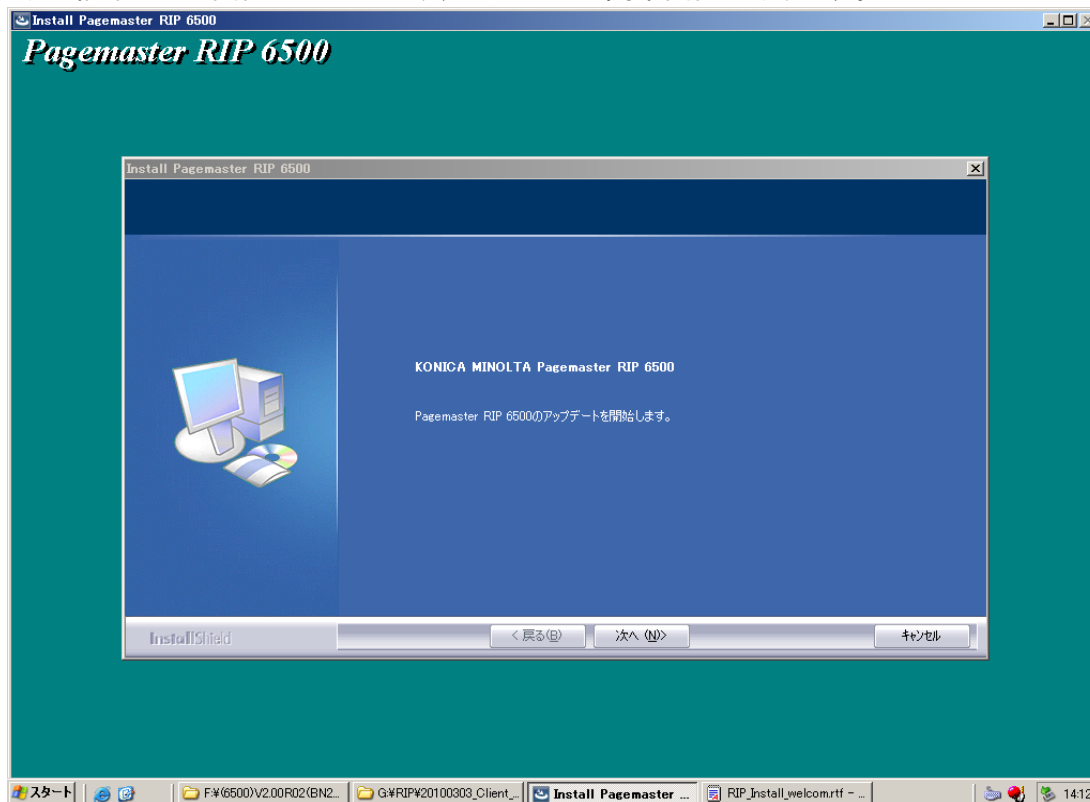 Install Pagemaster RIP 6500
Pagemaster RIP 6500
Install Pagemaster RIP 6500
KONICA MINOLTA Pagemaster RIP 6500
Pagemaster RIP 6500のアップデートを開始します。
InstallShield
< 戻る(B)
次へ (N)>
キャンセル
スタート
F:¥(6500)V2.00R02(BN2...
G:¥RIP¥20100303_Client_...
Install Pagemaster ...
RIP_Install_welcom.rtf - ...